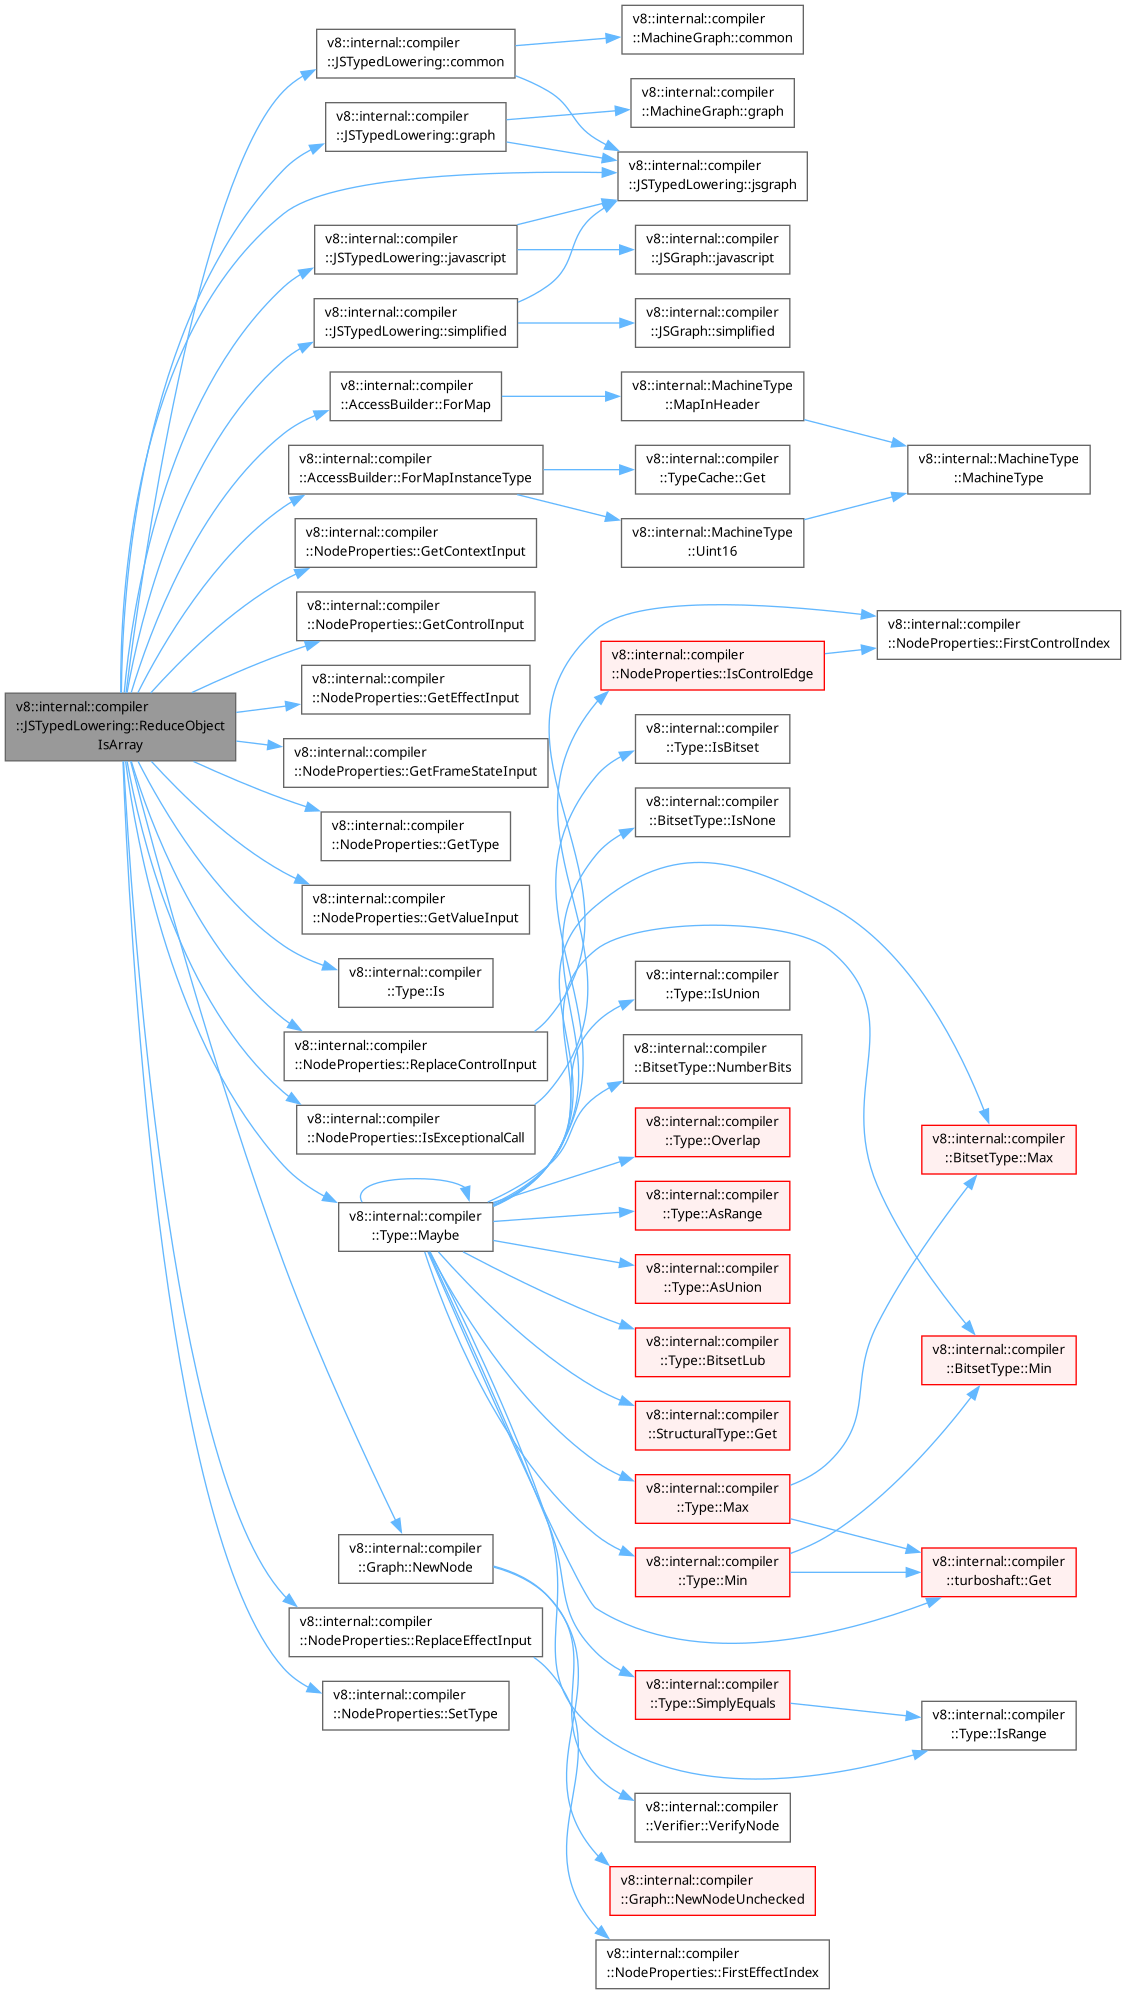 v8::internal::compiler
::JSTypedLowering::ReduceObject
IsArray
v8::internal::compiler
::JSTypedLowering::common
v8::internal::compiler
::JSTypedLowering::graph
v8::internal::compiler
::JSTypedLowering::javascript
v8::internal::compiler
::JSTypedLowering::simplified
v8::internal::compiler
::AccessBuilder::ForMap
v8::internal::compiler
::AccessBuilder::ForMapInstanceType
v8::internal::compiler
::NodeProperties::GetContextInput
v8::internal::compiler
::NodeProperties::GetControlInput
v8::internal::compiler
::NodeProperties::GetEffectInput
v8::internal::compiler
::NodeProperties::GetFrameStateInput
v8::internal::compiler
::NodeProperties::GetType
v8::internal::compiler
::NodeProperties::GetValueInput
v8::internal::compiler
::Type::Is
v8::internal::compiler
::NodeProperties::ReplaceControlInput
v8::internal::compiler
::NodeProperties::IsExceptionalCall
v8::internal::compiler
::Type::Maybe
v8::internal::compiler
::Graph::NewNode
v8::internal::compiler
::NodeProperties::ReplaceEffectInput
v8::internal::compiler
::NodeProperties::SetType
v8::internal::compiler
::MachineGraph::common
v8::internal::compiler
::MachineGraph::graph
v8::internal::compiler
::JSTypedLowering::jsgraph
v8::internal::compiler
::JSGraph::javascript
v8::internal::compiler
::JSGraph::simplified
v8::internal::MachineType
::MapInHeader
v8::internal::compiler
::TypeCache::Get
v8::internal::MachineType
::Uint16
v8::internal::compiler
::NodeProperties::IsControlEdge
v8::internal::compiler
::Type::IsBitset
v8::internal::compiler
::BitsetType::IsNone
v8::internal::compiler
::Type::IsUnion
v8::internal::compiler
::BitsetType::NumberBits
v8::internal::compiler
::Type::Overlap
v8::internal::compiler
::Type::AsRange
v8::internal::compiler
::Type::AsUnion
v8::internal::compiler
::Type::BitsetLub
v8::internal::compiler
::StructuralType::Get
v8::internal::compiler
::Type::Max
v8::internal::compiler
::Type::Min
v8::internal::compiler
::Type::SimplyEquals
v8::internal::compiler
::Verifier::VerifyNode
v8::internal::compiler
::Graph::NewNodeUnchecked
v8::internal::compiler
::NodeProperties::FirstEffectIndex
v8::internal::MachineType
::MachineType
v8::internal::compiler
::NodeProperties::FirstControlIndex
v8::internal::compiler
::BitsetType::Max
v8::internal::compiler
::BitsetType::Min
v8::internal::compiler
::turboshaft::Get
v8::internal::compiler
::Type::IsRange